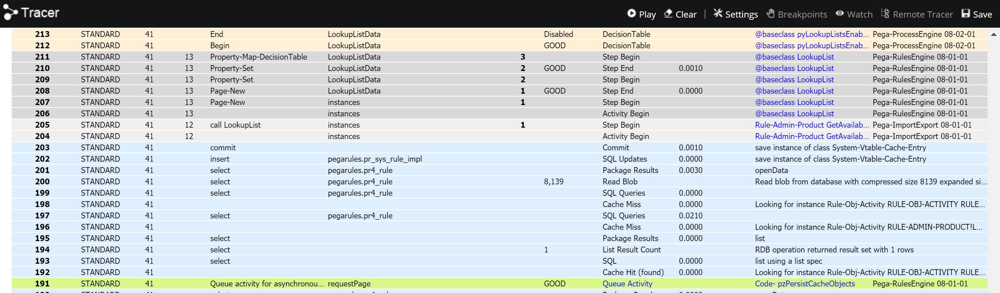 Tracer Play Clear | Settings Breakpoints Watch Remote Tracer Save
213 STANDARD 41 End LookupListData Disabled DecisionTable @baseclass pyLookupListsEnab... Pega-ProcessEngine 08-02-01
212 STANDARD 41 Begin LookupListData GOOD DecisionTable @baseclass pyLookupListsEnab... Pega-ProcessEngine 08-02-01
211 STANDARD 41 13 Property-Map-DecisionTable LookupListData 3 Step Begin @baseclass LookupList Pega-RulesEngine 08-01-01
210 STANDARD 41 13 Property-Set LookupListData 2 GOOD Step End 0.0010 @baseclass LookupList Pega-RulesEngine 08-01-01
209 STANDARD 41 13 Property-Set LookupListData 2 Step Begin @baseclass LookupList Pega-RulesEngine 08-01-01
208 STANDARD 41 13 Page-New LookupListData 1 GOOD Step End 0.0000 @baseclass LookupList Pega-RulesEngine 08-01-01
207 STANDARD 41 13 Page-New instances 1 Step Begin @baseclass LookupList Pega-RulesEngine 08-01-01
206 STANDARD 41 13 instances Activity Begin @baseclass LookupList Pega-RulesEngine 08-01-01
205 STANDARD 41 12 call LookupList instances 1 Step Begin Rule-Admin-Product GetAvailab... Pega-ImportExport 08-01-01
204 STANDARD 41 12 instances Activity Begin Rule-Admin-Product GetAvailab... Pega-ImportExport 08-01-01
203 STANDARD 41 commit Commit 0.0010 save instance of class System-Vtable-Cache-Entry
202 STANDARD 41 insert pegarules.pr_sys_rule_impl SQL Updates 0.0000 save instance of class System-Vtable-Cache-Entry
201 STANDARD 41 select pegarules.pr4_rule Package Results 0.0030 openData
200 STANDARD 41 select pegarules.pr4_rule 8,139 Read Blob Read blob from database with compressed size 8139 expanded si...
199 STANDARD 41 select pegarules.pr4_rule SQL Queries 0.0000
198 STANDARD 41 Cache Miss 0.0000 Looking for instance Rule-Obj-Activity RULE-OBJ-ACTIVITY RULE...
197 STANDARD 41 select pegarules.pr4_rule SQL Queries 0.0210
196 STANDARD 41 Cache Miss 0.0000 Looking for instance Rule-Obj-Activity RULE-ADMIN-PRODUCT!L...
195 STANDARD 41 select Package Results 0.0000 list
194 STANDARD 41 select 1 List Result Count RDB operation returned result set with 1 rows
193 STANDARD 41 select SQL 0.0000 list using a list spec
192 STANDARD 41 Cache Hit (found) 0.0000 Looking for instance Rule-Obj-Activity RULE-OBJ-ACTIVITY RULE...
191 STANDARD 41 Queue activity for asynchronou... requestPage GOOD Queue Activity Code- pzPersistCacheObjects Pega-RulesEngine 08-01-01